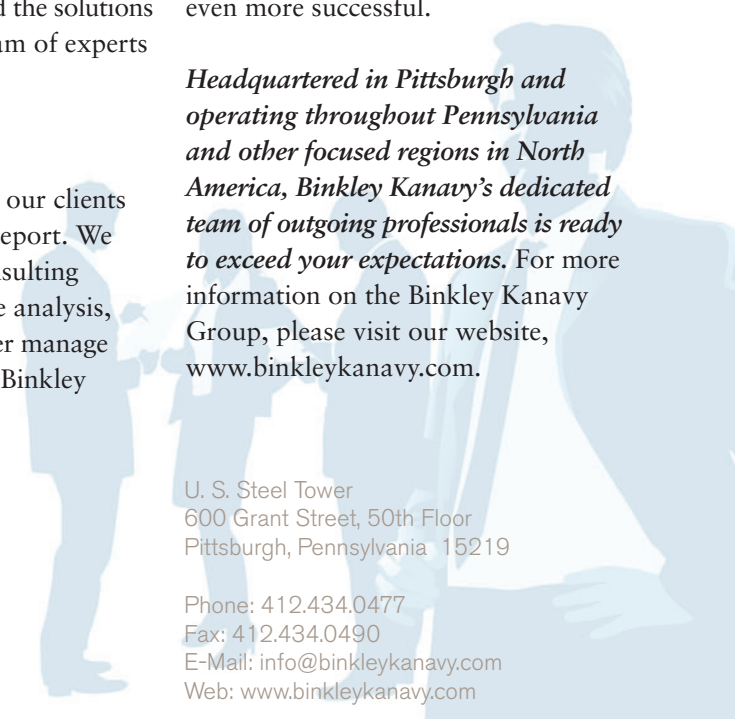 d the solutions
am of experts
our clients
eport. We
nsulting
e analysis,
er manage
Binkley
even more successful.
Headquartered in Pittsburgh and
operating throughout Pennsylvania
and other focused regions in North
America, Binkley Kanavy’s dedicated
team of outgoing professionals is ready
to exceed your expectations. For more
information on the Binkley Kanavy
Group, please visit our website,
www.binkleykanavy.com.
U. S. Steel Tower
600 Grant Street, 50th Floor
Pittsburgh, Pennsylvania 15219
Phone: 412.434.0477
Fax: 412.434.0490
E-Mail: info@binkleykanavy.com
Web: www.binkleykanavy.com